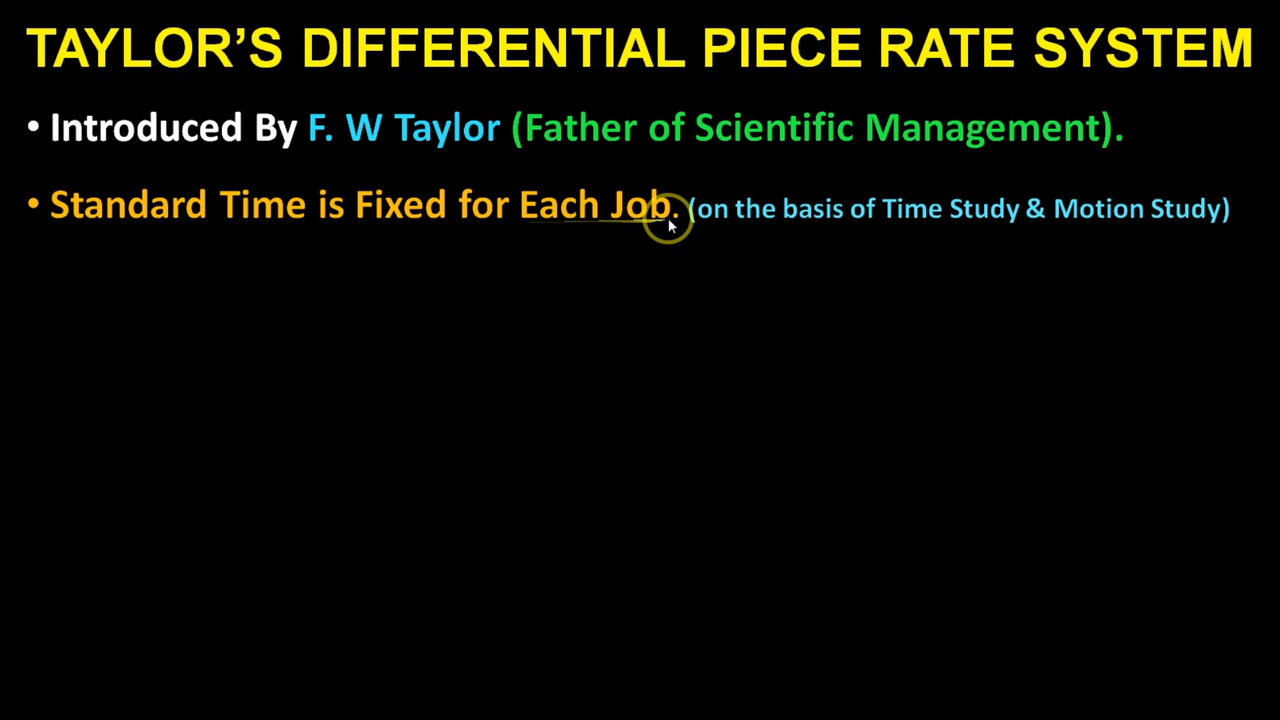 TAYLOR’S DIFFERENTIAL PIECE RATE SYSTEM
• Introduced By F. W Taylor (Father of Scientific Management).
• Standard Time is Fixed for Each Job. (on the basis of Time Study & Motion Study)